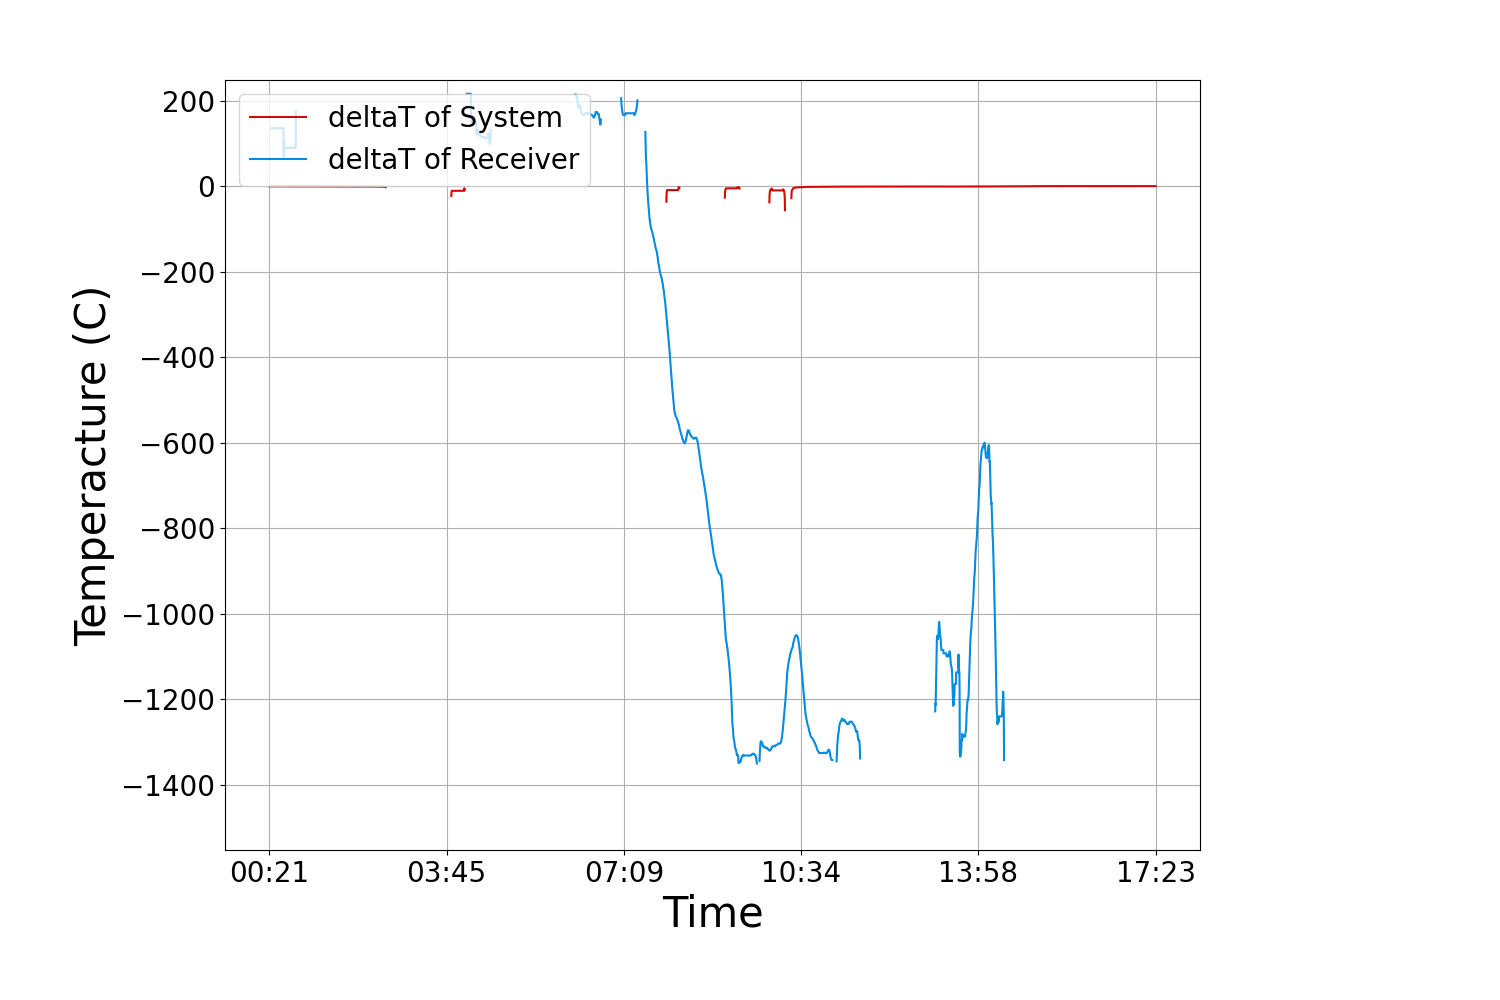 deltaT of System
deltaT of Receiver
200
0
−200
−400
−600
−800
−1000
−1200
−1400
Temperacture (C)
00:21 03:45 07:09 10:34 13:58 17:23
Time